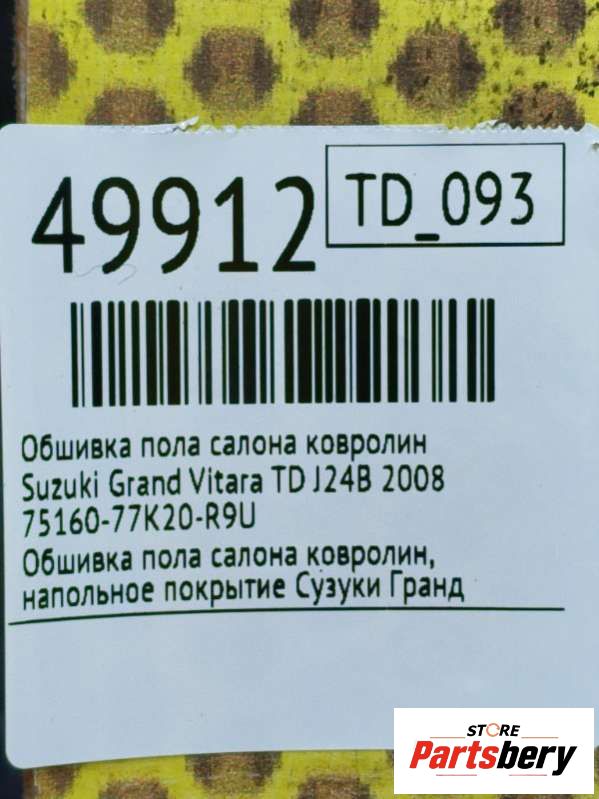 49912
TD_093
Обшивка пола салона ковролин
Suzuki Grand Vitara TD J24B 2008
75160-77K20-R9U
Обшивка пола салона ковролин,
напольное покрытие Сузуки Гранд
STORE
Partsbery